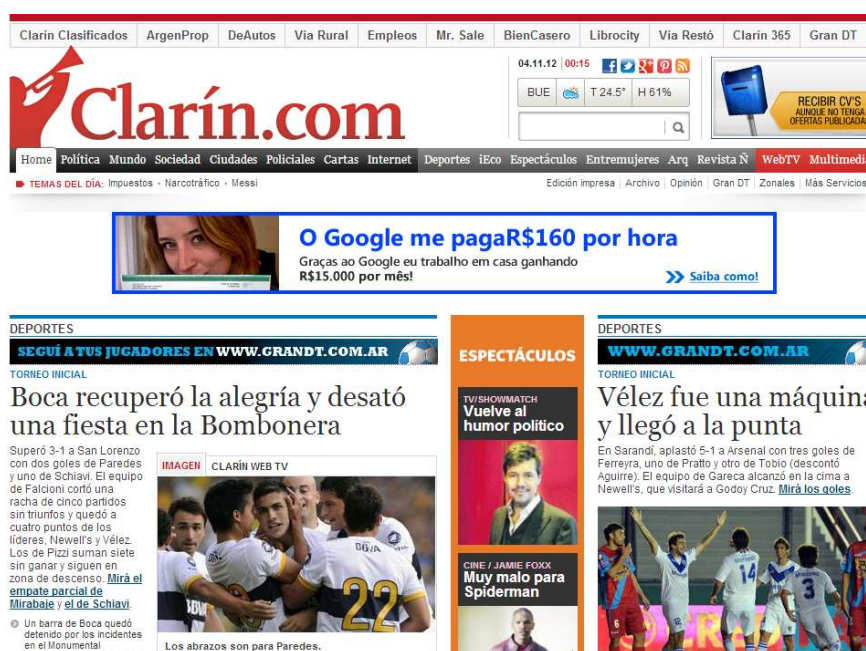 Clarín Clasificados ArgenProp DeAutos Vía Rural Empleos Mr. Sale BienCasero Librocity Vía Restó Clarín 365 Gran DT
Clarín.com
04.11.12 00:15
BUE T 24.5° H 61%
RECIBIR CV'S
AUNQUE NO TENGA
OFERTAS PUBLICADA
Home Política Mundo Sociedad Ciudades Policiales Cartas Internet Deportes iEco Espectáculos Entremujeres Arq Revista Ñ WebTV Multimedi
TEMAS DEL DÍA: Impuestos · Narcotráfico · Messi
Edición impresa Archivo Opinión Gran DT Zonales Más Servicios
O Google me pagaR$160 por hora
Graças ao Google eu trabalho em casa ganhando
R$15.000 por mês!
Saiba como!
DEPORTES
SEGUÍ A TUS JUGADORES EN WWW.GRANDT.COM.AR
TORNEO INICIAL
Boca recuperó la alegría y desató
una fiesta en la Bombonera
Superó 3-1 a San Lorenzo
con dos goles de Paredes
y uno de Schiavi. El equipo
de Falcioni cortó una
racha de cinco partidos
sin triunfos y quedó a
cuatro puntos de los
líderes, Newell's y Vélez.
Los de Pizzi suman siete
sin ganar y siguen en
zona de descenso. Mirá el
empate parcial de
Mirabaje y el de Schiavi.
Un barra de Boca quedó
detenido por los incidentes
en el Monumental
IMAGEN CLARÍN WEB TV
BBVA
22
Los abrazos son para Paredes.
ESPECTÁCULOS
TV/SHOWMATCH
Vuelve al
humor político
CINE / JAMIE FOXX
Muy malo para
Spiderman
DEPORTES
WWW.GRANDT.COM.AR
TORNEO INICIAL
Vélez fue una máquina
y llegó a la punta
En Sarandí, aplastó 5-1 a Arsenal con tres goles de
Ferreyra, uno de Pratto y otro de Tobio (descontó
Aguirre). El equipo de Gareca alcanzó en la cima a
Newell's, que visitará a Godoy Cruz. Mirá los goles.
14
3